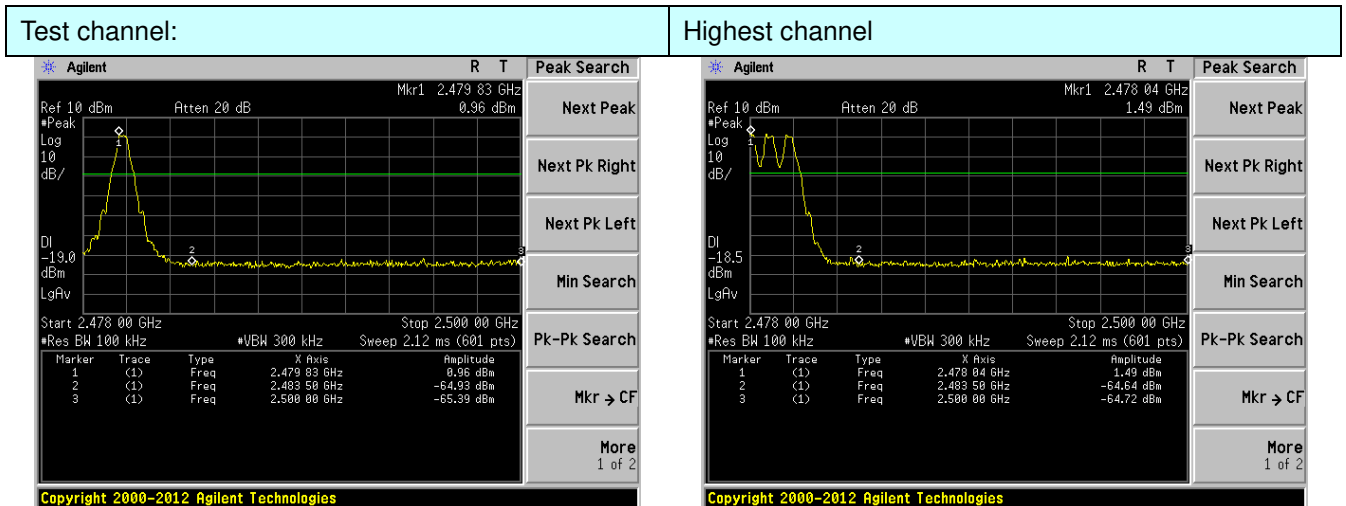 Test channel:
Highest channel
Agilent R T Peak Search
Mkr1 2.479 83 GHz
Ref 10 dBm Atten 20 dB 0.96 dBm
#Peak
Log
10
dB/
1
2
3
DI
-19.0
dBm
LgAv
Start 2.478 00 GHz Stop 2.500 00 GHz
#Res BW 100 kHz #VBW 300 kHz Sweep 2.12 ms (601 pts)
Marker Trace Type X Axis Amplitude
1 (1) Freq 2.479 83 GHz 0.96 dBm
2 (1) Freq 2.483 50 GHz -64.93 dBm
3 (1) Freq 2.500 00 GHz -65.39 dBm
Next Peak
Next Pk Right
Next Pk Left
Min Search
Pk-Pk Search
Mkr → CF
More
1 of 2
Copyright 2000-2012 Agilent Technologies
Agilent R T Peak Search
Mkr1 2.478 04 GHz
Ref 10 dBm Atten 20 dB 1.49 dBm
#Peak
Log
10
dB/
1
2
3
DI
-18.5
dBm
LgAv
Start 2.478 00 GHz Stop 2.500 00 GHz
#Res BW 100 kHz #VBW 300 kHz Sweep 2.12 ms (601 pts)
Marker Trace Type X Axis Amplitude
1 (1) Freq 2.478 04 GHz 1.49 dBm
2 (1) Freq 2.483 50 GHz -64.64 dBm
3 (1) Freq 2.500 00 GHz -64.72 dBm
Next Peak
Next Pk Right
Next Pk Left
Min Search
Pk-Pk Search
Mkr → CF
More
1 of 2
Copyright 2000-2012 Agilent Technologies